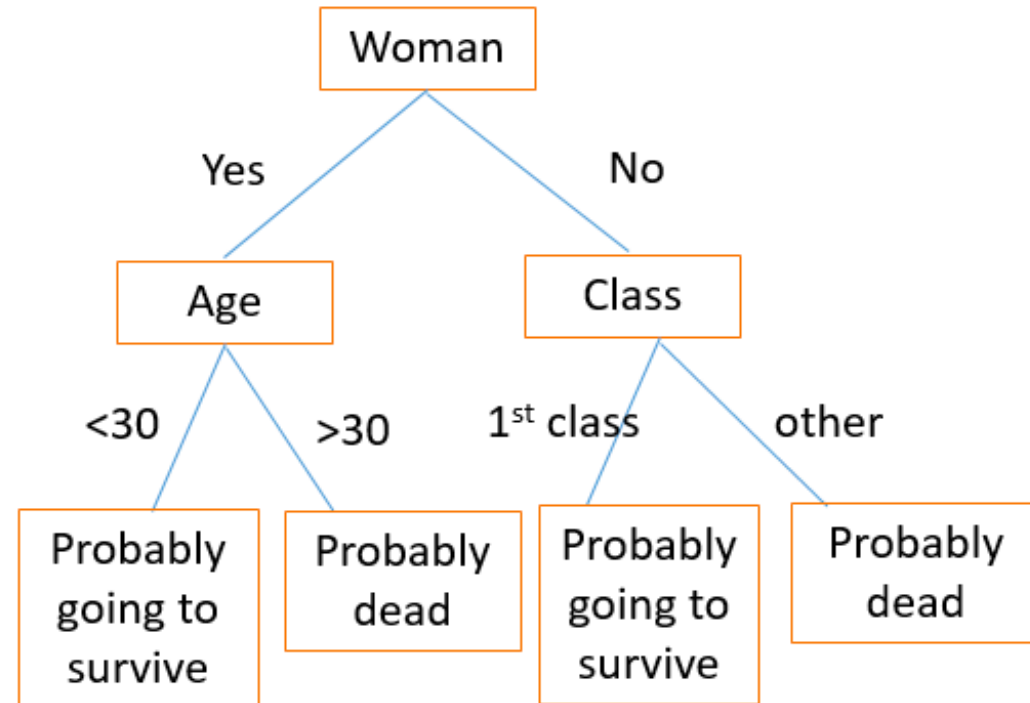 Woman
Yes
No
Age
Class
<30
>30
1st class
other
Probably
going to
survive
Probably
dead
Probably
going to
survive
Probably
dead